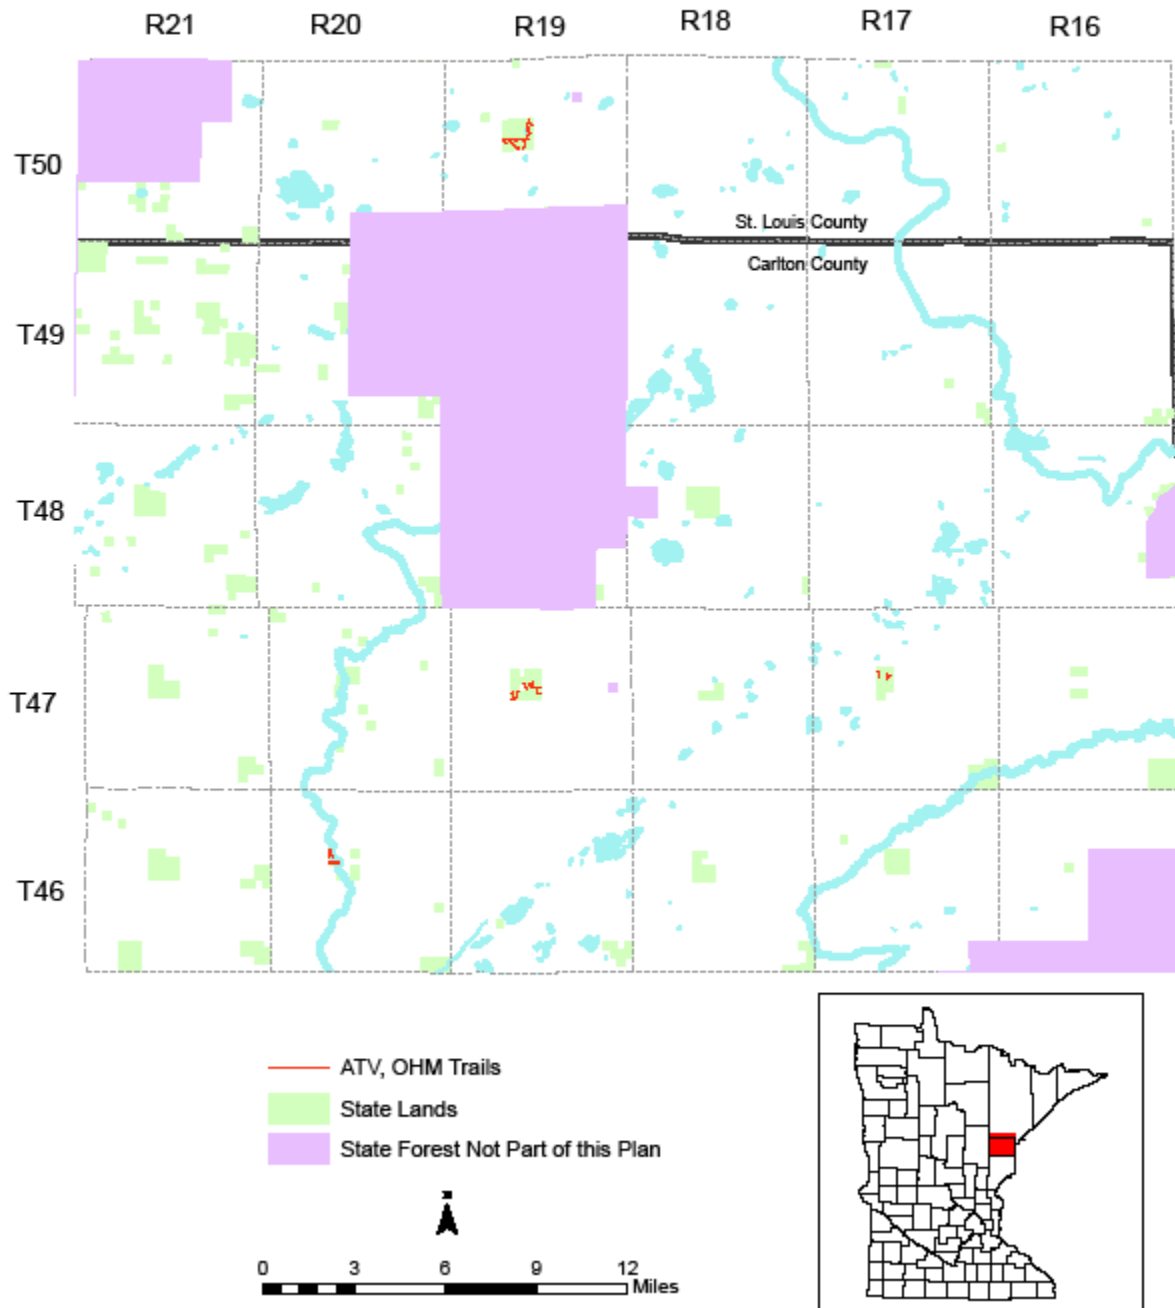 R21 R20 R19 R18 R17 R16
T50
St. Louis County
Carlton County
T49
T48
T47
T46
ATV, OHM Trails
State Lands
State Forest Not Part of this Plan
0 3 6 9 12
Miles